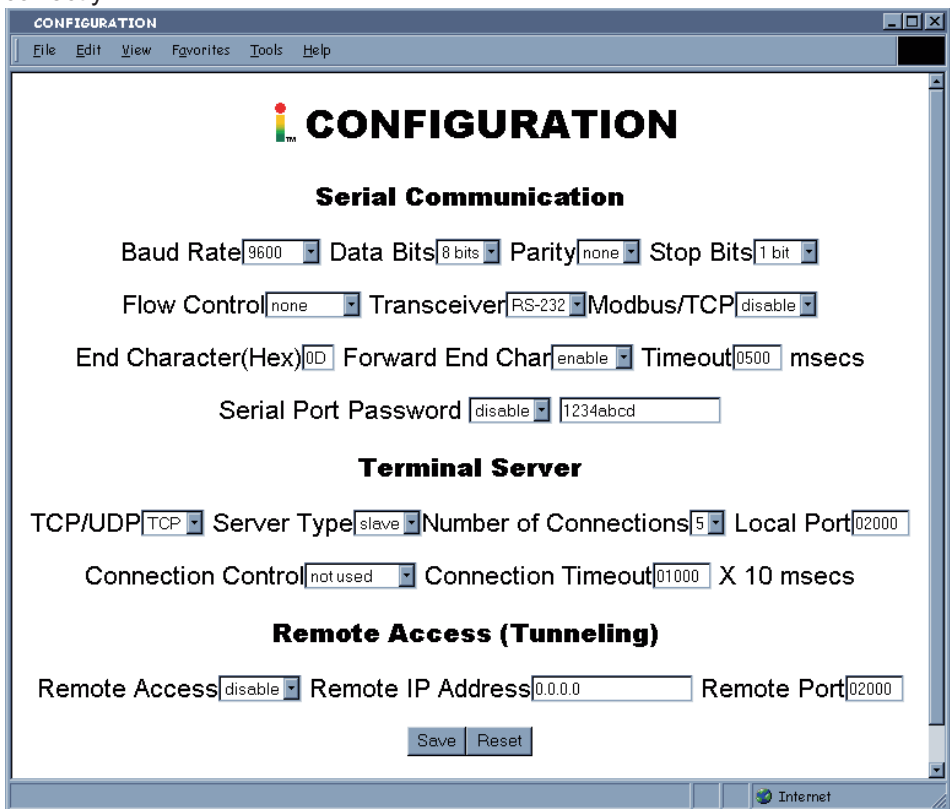 CONFIGURATION
File Edit View Favorites Tools Help
i TM CONFIGURATION
Serial Communication
Baud Rate 9600 Data Bits 8 bits Parity none Stop Bits 1 bit
Flow Control none Transceiver RS-232 Modbus/TCP disable
End Character(Hex) 0D Forward End Char enable Timeout 0500 msecs
Serial Port Password disable 1234abcd
Terminal Server
TCP/UDP TCP Server Type slave Number of Connections 5 Local Port 02000
Connection Control not used Connection Timeout 01000 X 10 msecs
Remote Access (Tunneling)
Remote Access disable Remote IP Address 0.0.0.0 Remote Port 02000
Save Reset
Internet